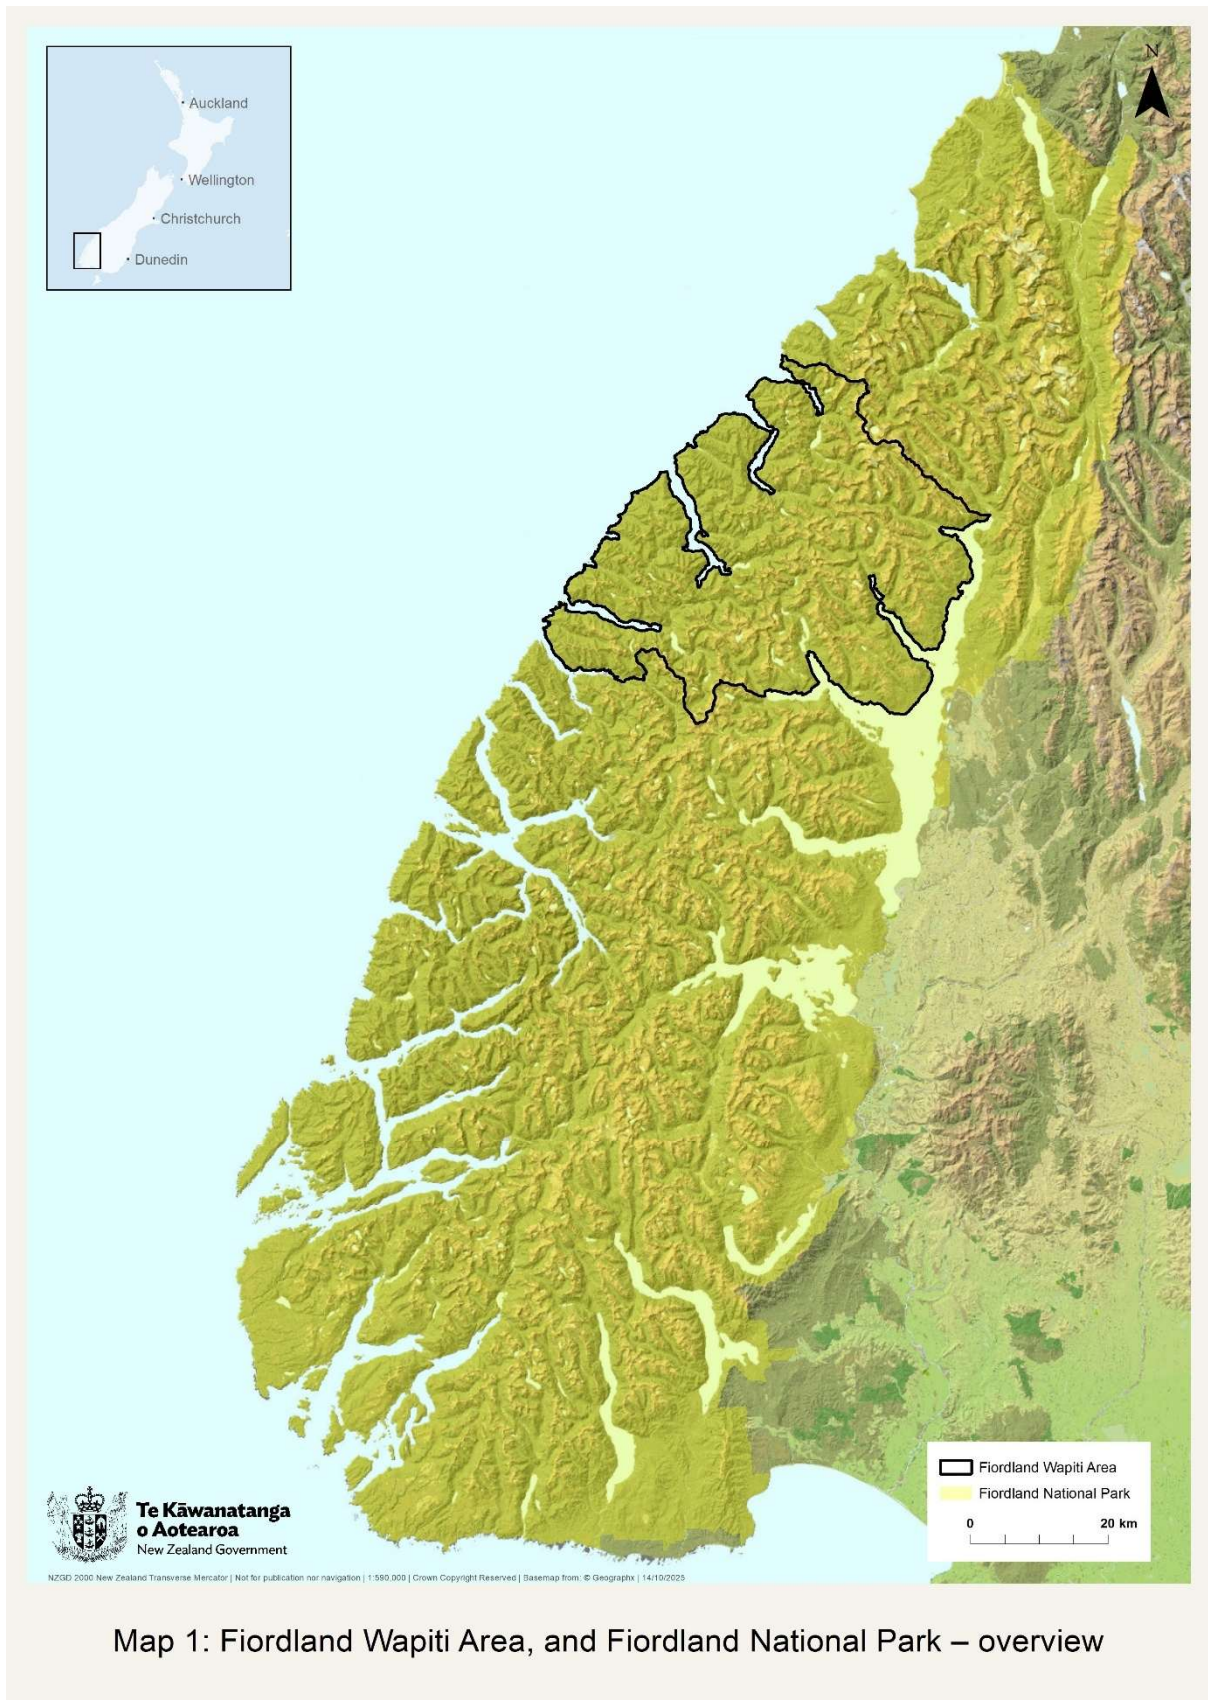 N
Auckland
Wellington
Christchurch
Dunedin
Fiordland Wapiti Area
Fiordland National Park
0 20 km
Te Kāwanatanga
o Aotearoa
New Zealand Government
NZGD 2000 New Zealand Transverse Mercator | Not for publication nor navigation | 1:590,000 | Crown Copyright Reserved | Basemap from: © Geographx | 14/10/2025
Map 1: Fiordland Wapiti Area, and Fiordland National Park – overview